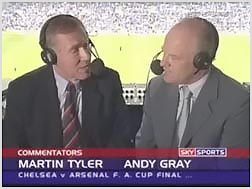 SKY SPORTS
COMMENTATORS
MARTIN TYLER ANDY GRAY
CHELSEA v ARSENAL F. A. CUP FINAL ...